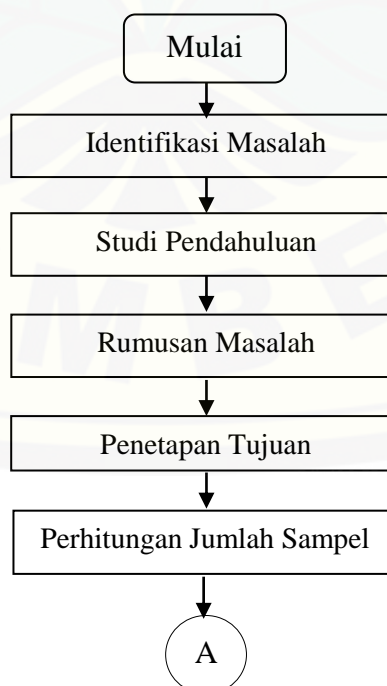 Mulai
Identifikasi Masalah
Studi Pendahuluan
Rumusan Masalah
Penetapan Tujuan
Perhitungan Jumlah Sampel
A